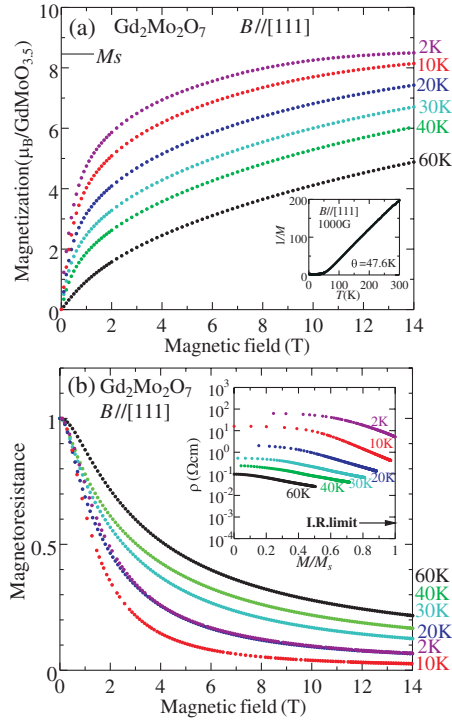 (a) Gd₂Mo₂O₇ B//[111]
Ms
2K
10K
20K
30K
40K
60K
Magnetization (μB/GdMoO₃.₅)
10
8
6
4
2
0
B//[111]
1000G
θ=47.6K
1/M
200
100
0
0 100 200 300
T(K)
0 2 4 6 8 10 12 14
Magnetic field (T)
(b) Gd₂Mo₂O₇
B//[111]
Magnetoresistance
1
0.5
0
ρ (Ωcm)
10³
10²
10¹
10⁰
10⁻¹
10⁻²
10⁻³
10⁻⁴
2K
10K
20K
30K
40K
60K
I.R.limit
0 0.2 0.4 0.6 0.8 1
M/Ms
60K
40K
30K
20K
2K
10K
0 2 4 6 8 10 12 14
Magnetic field (T)